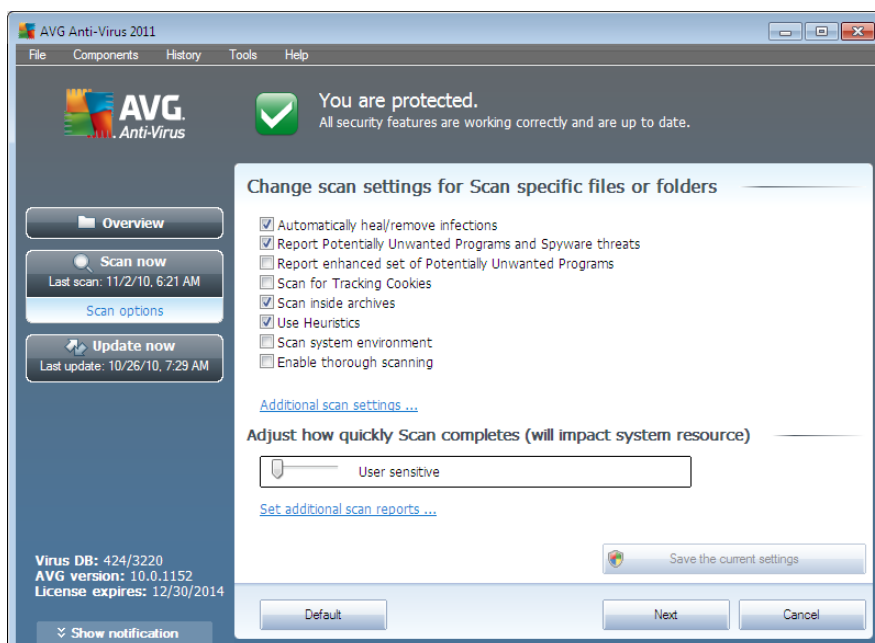 AVG Anti-Virus 2011
File Components History Tools Help
AVG.
Anti-Virus
You are protected.
All security features are working correctly and are up to date.
Overview
Scan now
Last scan: 11/2/10, 6:21 AM
Scan options
Update now
Last update: 10/26/10, 7:29 AM
Change scan settings for Scan specific files or folders
Automatically heal/remove infections
Report Potentially Unwanted Programs and Spyware threats
Report enhanced set of Potentially Unwanted Programs
Scan for Tracking Cookies
Scan inside archives
Use Heuristics
Scan system environment
Enable thorough scanning
Additional scan settings ...
Adjust how quickly Scan completes (will impact system resource)
User sensitive
Set additional scan reports ...
Save the current settings
Virus DB: 424/3220
AVG version: 10.0.1152
License expires: 12/30/2014
Show notification
Default Next Cancel